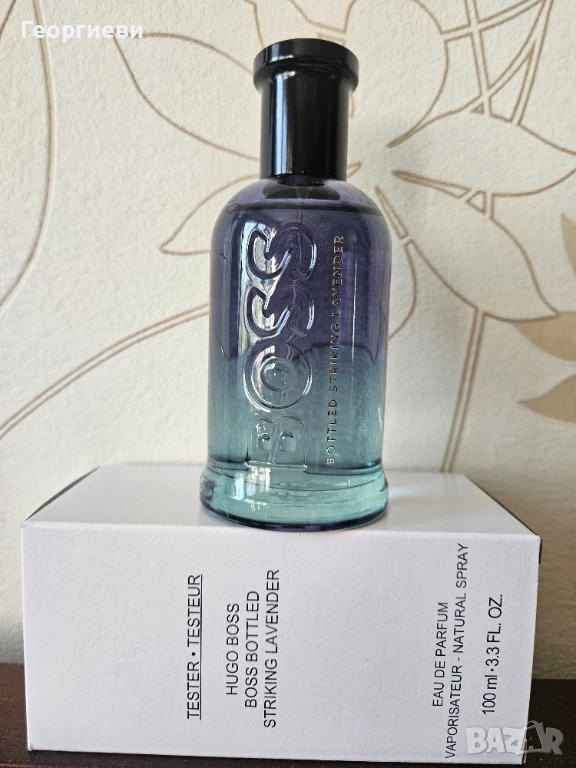 Георгиеви
BOSS
BOTTLED STRIKING LAVENDER
TESTER • TESTEUR
HUGO BOSS
BOSS BOTTLED
STRIKING LAVENDER
EAU DE PARFUM
VAPORISATEUR - NATURAL SPRAY
100 ml • 3.3 FL. OZ.
BAZAR